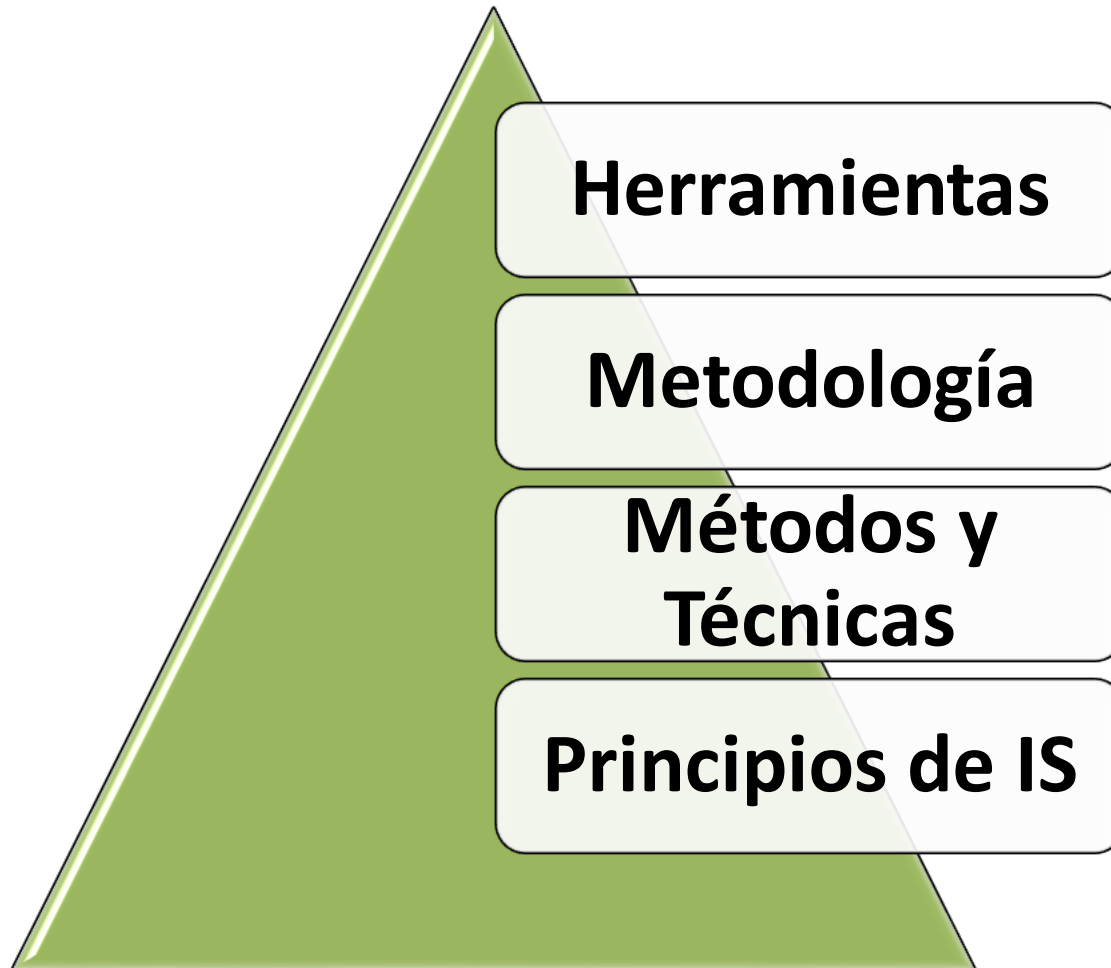 Herramientas
Metodología
Métodos y
Técnicas
Principios de IS